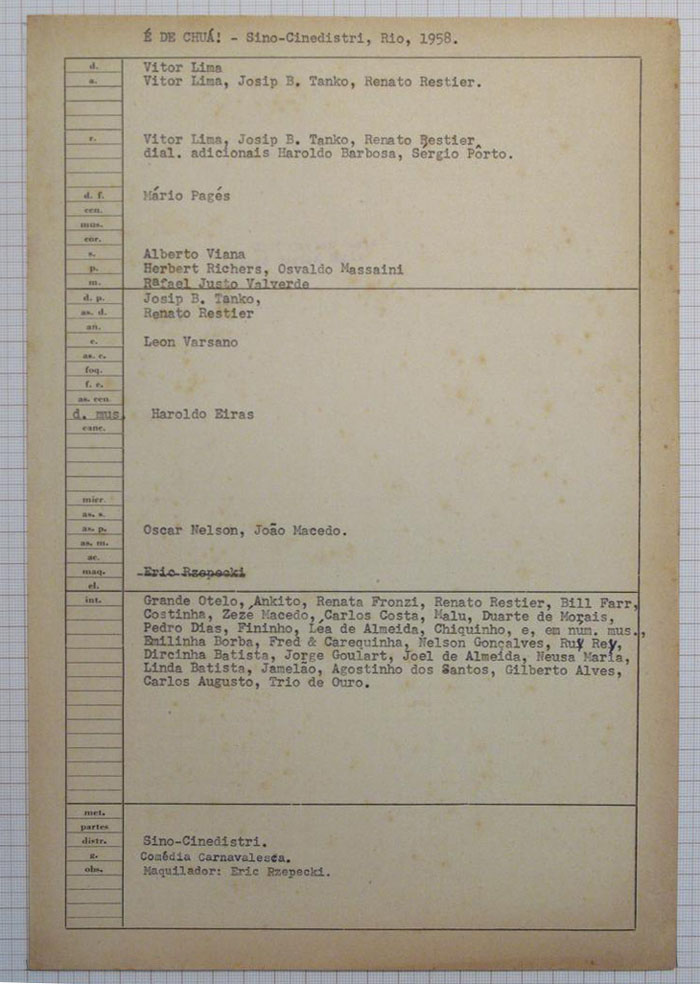 É DE CHUÁ! - Sino-Cinedistri, Rio, 1958.
d. Vitor Lima
a. Vitor Lima, Josip B. Tanko, Renato Restier.
r. Vitor Lima, Josip B. Tanko, Renato Restier
dial. adicionais Haroldo Barbosa, Sérgio Pôrto.
d. f. Mário Pagés
cen.
mus.
cor.
s. Alberto Viana
p. Herbert Richers, Osvaldo Massaini
m. Rafael Justo Valverde
d. p. Josip B. Tanko,
as. d. Renato Restier
an.
c. Leon Varsano
as. c.
foq.
f. c.
as. cen.
d. mus. Haroldo Eiras
canc.
micr.
as. s.
as. p. Oscar Nelson, João Macedo.
as. m.
ac.
maq. Eric Rzepecki
el.
int. Grande Otelo, Ankito, Renata Fronzi, Renato Restier, Bill Farr,
Costinha, Zezé Macedo, Carlos Costa, Malu, Duarte de Morais,
Pedro Dias, Fininho, Léa de Almeida, Chiquinho, e, em num. mus.,
Emilinha Borba, Fred & Carequinha, Nelson Gonçalves, Ruy Rey,
Dircinha Batista, Jorge Goulart, Joel de Almeida, Neusa Maria,
Linda Batista, Jamelão, Agostinho dos Santos, Gilberto Alves,
Carlos Augusto, Trio de Ouro.
met.
partes
distr. Sino-Cinedistri.
g. Comédia Carnavalesca.
obs. Maquilador: Eric Rzepecki.